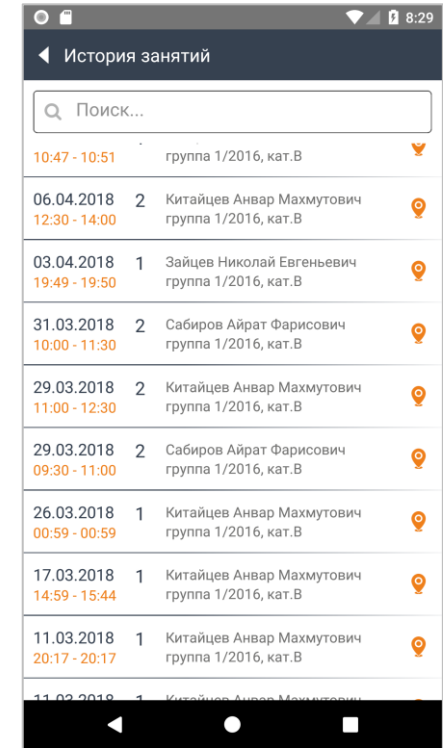 8:29
История занятий
Поиск...
10:47 - 10:51 группа 1/2016, кат.В
06.04.2018 2 Китайцев Анвар Махмутович
12:30 - 14:00 группа 1/2016, кат.В
03.04.2018 1 Зайцев Николай Евгеньевич
19:49 - 19:50 группа 1/2016, кат.В
31.03.2018 2 Сабиров Айрат Фарисович
10:00 - 11:30 группа 1/2016, кат.В
29.03.2018 2 Китайцев Анвар Махмутович
11:00 - 12:30 группа 1/2016, кат.В
29.03.2018 2 Сабиров Айрат Фарисович
09:30 - 11:00 группа 1/2016, кат.В
26.03.2018 1 Китайцев Анвар Махмутович
00:59 - 00:59 группа 1/2016, кат.В
17.03.2018 1 Китайцев Анвар Махмутович
14:59 - 15:44 группа 1/2016, кат.В
11.03.2018 1 Китайцев Анвар Махмутович
20:17 - 20:17 группа 1/2016, кат.В
11.03.2018 1 Китайцев Анвар Махмутович